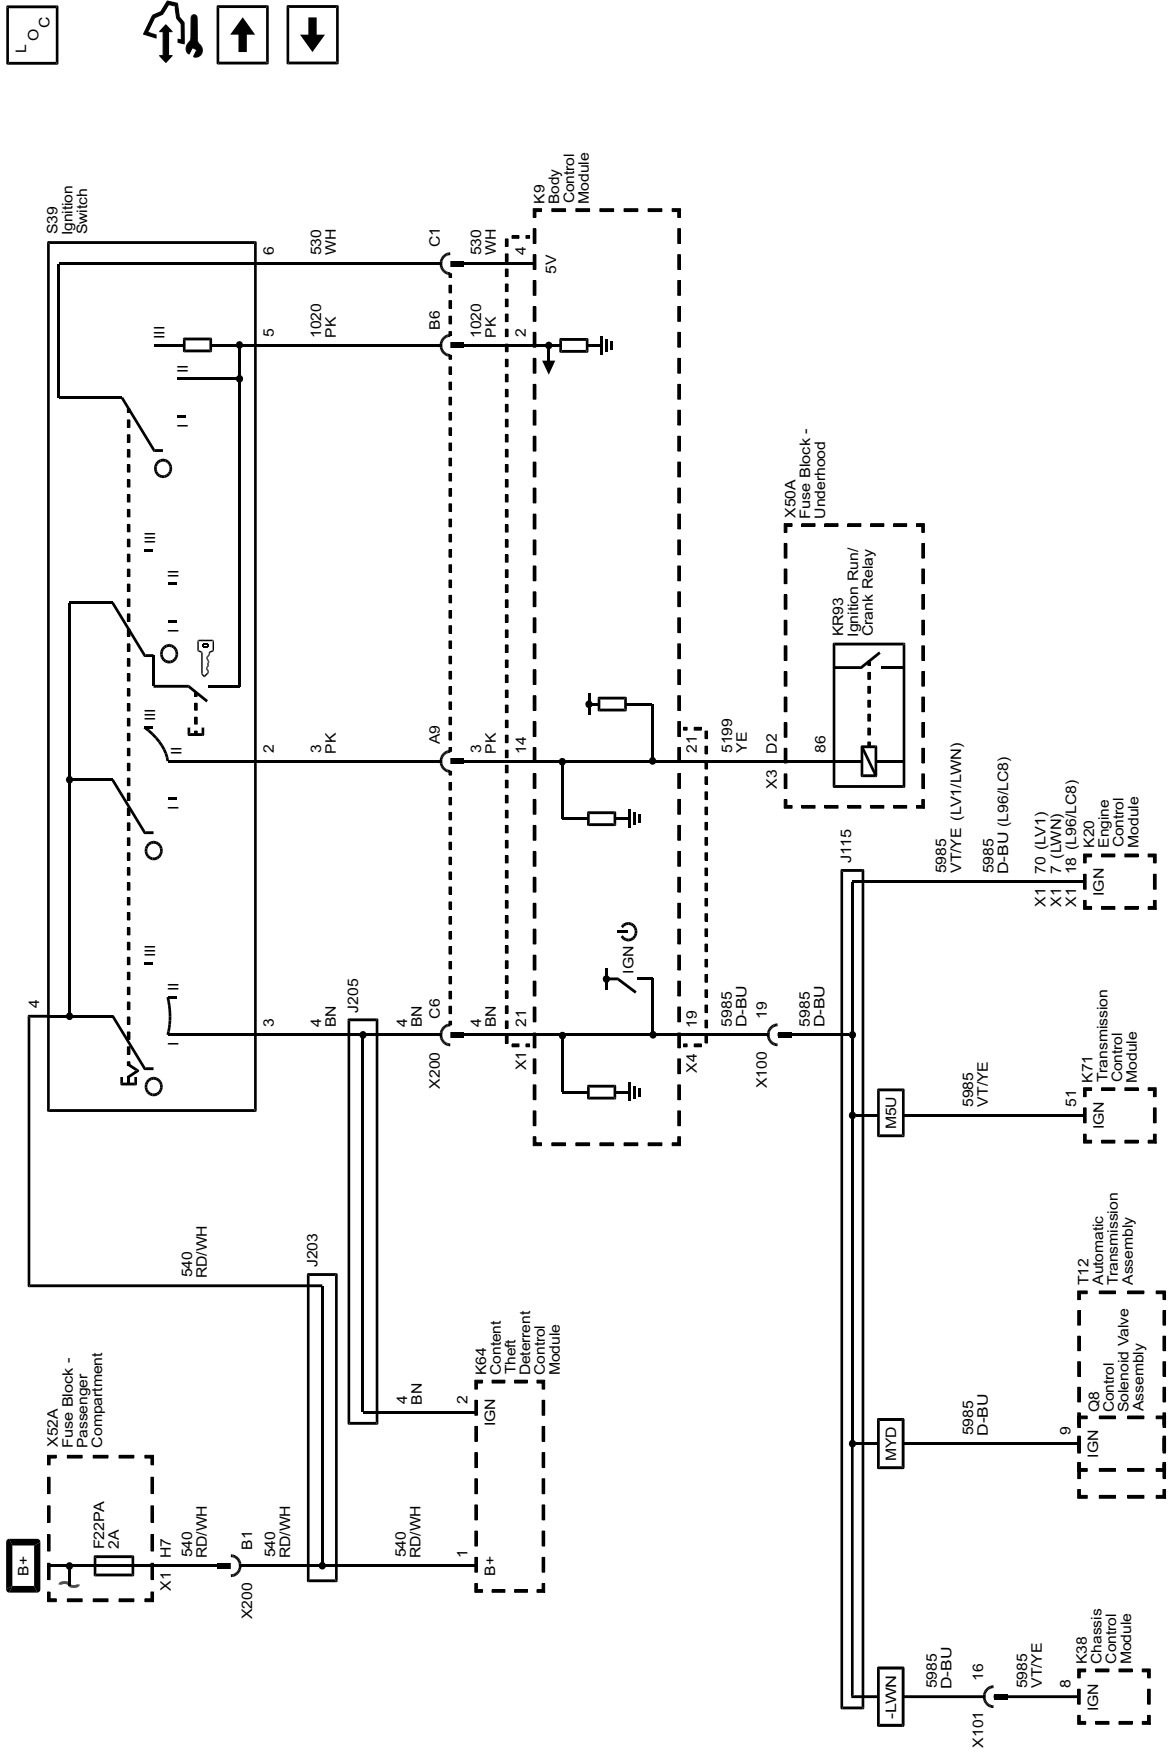 L O C
B+
X52A
Fuse Block -
Passenger
Compartment
F22PA
2A
X1
H7
540
RD/WH
X200
B1
540
RD/WH
J203
540
RD/WH
540
RD/WH
1
B+
K64
Content
Theft
Deterrent
Control
Module
4
BN
2
IGN
S39
Ignition
Switch
4
I
II
III
I
II
III
I
II
III
I
II
III
3
2
5
6
4
BN
J205
4
BN
X200
C6
4
BN
X1
21
3
PK
A9
3
PK
14
1020
PK
B6
1020
PK
2
530
WH
C1
530
WH
4
5V
K9
Body
Control
Module
IGN
X4
19
21
5985
D-BU
X100
19
5985
D-BU
5199
YE
X3
D2
X50A
Fuse Block -
Underhood
KR93
Ignition Run/
Crank Relay
86
J115
-LWN
5985
D-BU
X101
16
5985
VT/YE
8
IGN
K38
Chassis
Control
Module
MYD
5985
D-BU
9
IGN
Q8
Control
Solenoid Valve
Assembly
T12
Automatic
Transmission
Assembly
M5U
5985
VT/YE
51
IGN
K71
Transmission
Control
Module
5985
VT/YE (LV1/LWN)
5985
D-BU (L96/LC8)
X1 70 (LV1)
X1 7 (LWN)
X1 18 (L96/LC8)
IGN
K20
Engine
Control
Module